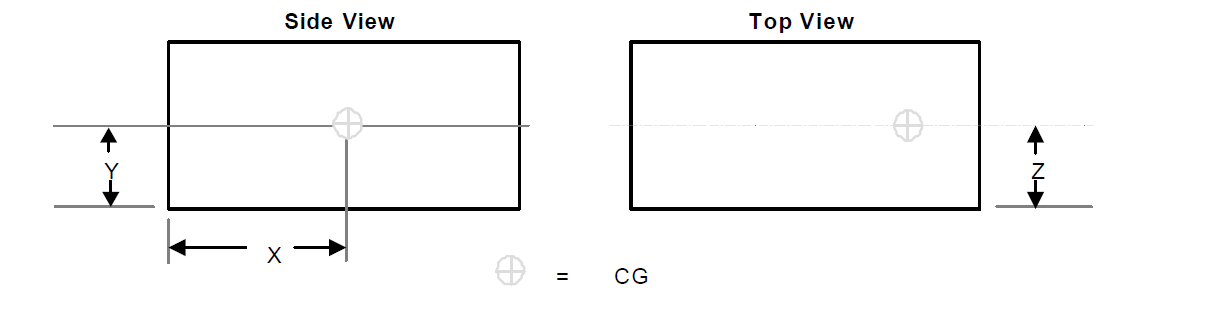 Side View
Top View
Y
Z
X
= CG